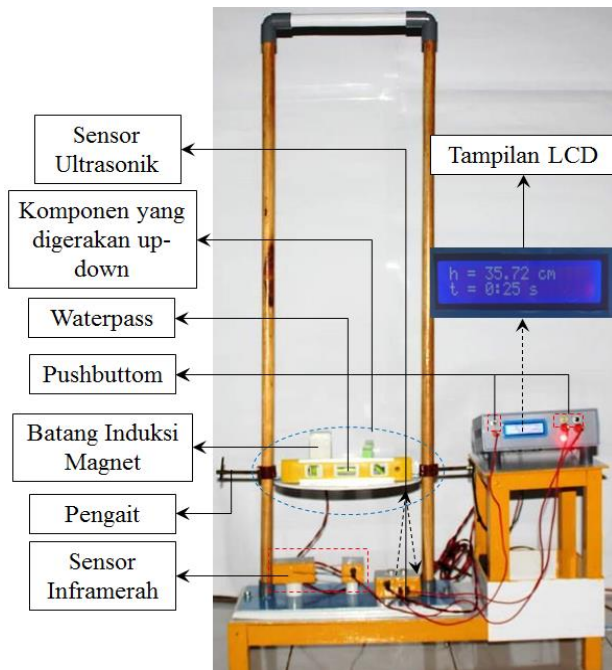 Sensor
Ultrasonik
Tampilan LCD
Komponen yang
digerakan up-
down
h = 35.72 cm
t = 0:25 s
Waterpass
Pushbuttom
Batang Induksi
Magnet
Pengait
Sensor
Inframerah